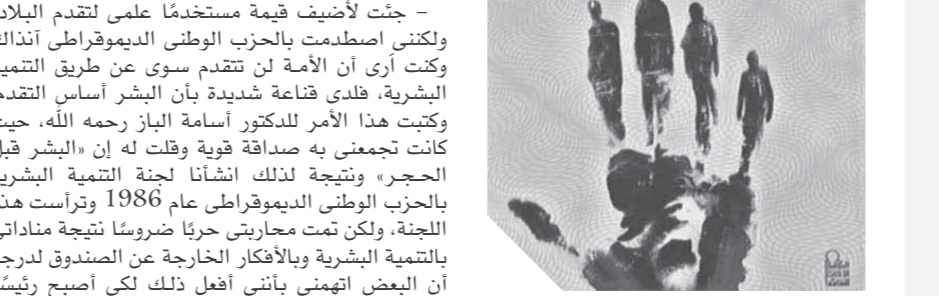 - جئت لأضيف قيمة مستخدمًا علمى لتقدم البلاد
ولكننى اصطدمت بالحزب الوطنى الديموقراطى آنذاك
وكنت أرى أن الأمة لن تتقدم سوى عن طريق التنمية
البشرية، فلدى قناعة شديدة بأن البشر أساس التقدم
وكتبت هذا الأمر للدكتور أسامة الباز رحمه الله، حيث
كانت تجمعنى به صداقة قوية وقلت له إن «البشر قبل
الحجر» ونتيجة لذلك انشأنا لجنة التنمية البشرية
بالحزب الوطنى الديموقراطى عام 1986 وترأست هذه
اللجنة، ولكن تمت محاربتى حربًا ضروسًا نتيجة مناداتى
بالتنمية البشرية وبالأفكار الخارجة عن الصندوق لدرجة
أن البعض اتهمنى بأننى أفعل ذلك لكى أصبح رئيسًا